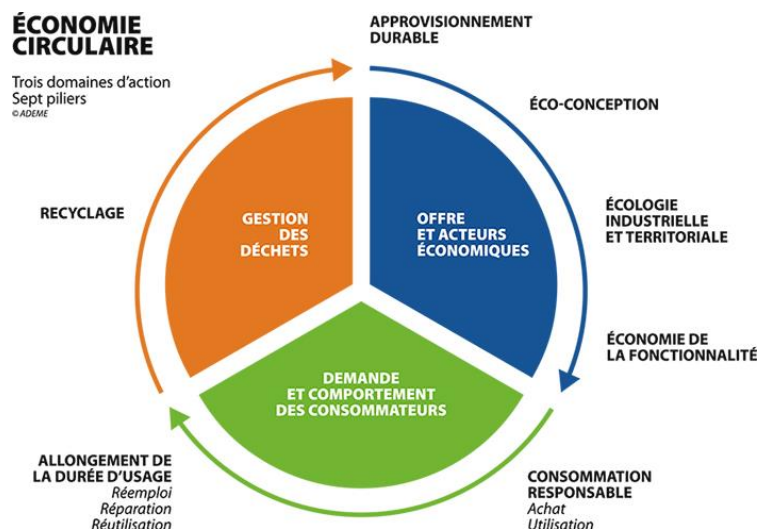 ÉCONOMIE
CIRCULAIRE
Trois domaines d'action
Sept piliers
© ADEME
APPROVISIONNEMENT
DURABLE
ÉCO-CONCEPTION
ÉCOLOGIE
INDUSTRIELLE
ET TERRITORIALE
ÉCONOMIE DE
LA FONCTIONNALITÉ
CONSOMMATION
RESPONSABLE
Achat
Utilisation
ALLONGEMENT DE
LA DURÉE D'USAGE
Réemploi
Réparation
Réutilisation
RECYCLAGE
GESTION
DES
DÉCHETS
OFFRE
ET ACTEURS
ÉCONOMIQUES
DEMANDE
ET COMPORTEMENT
DES CONSOMMATEURS